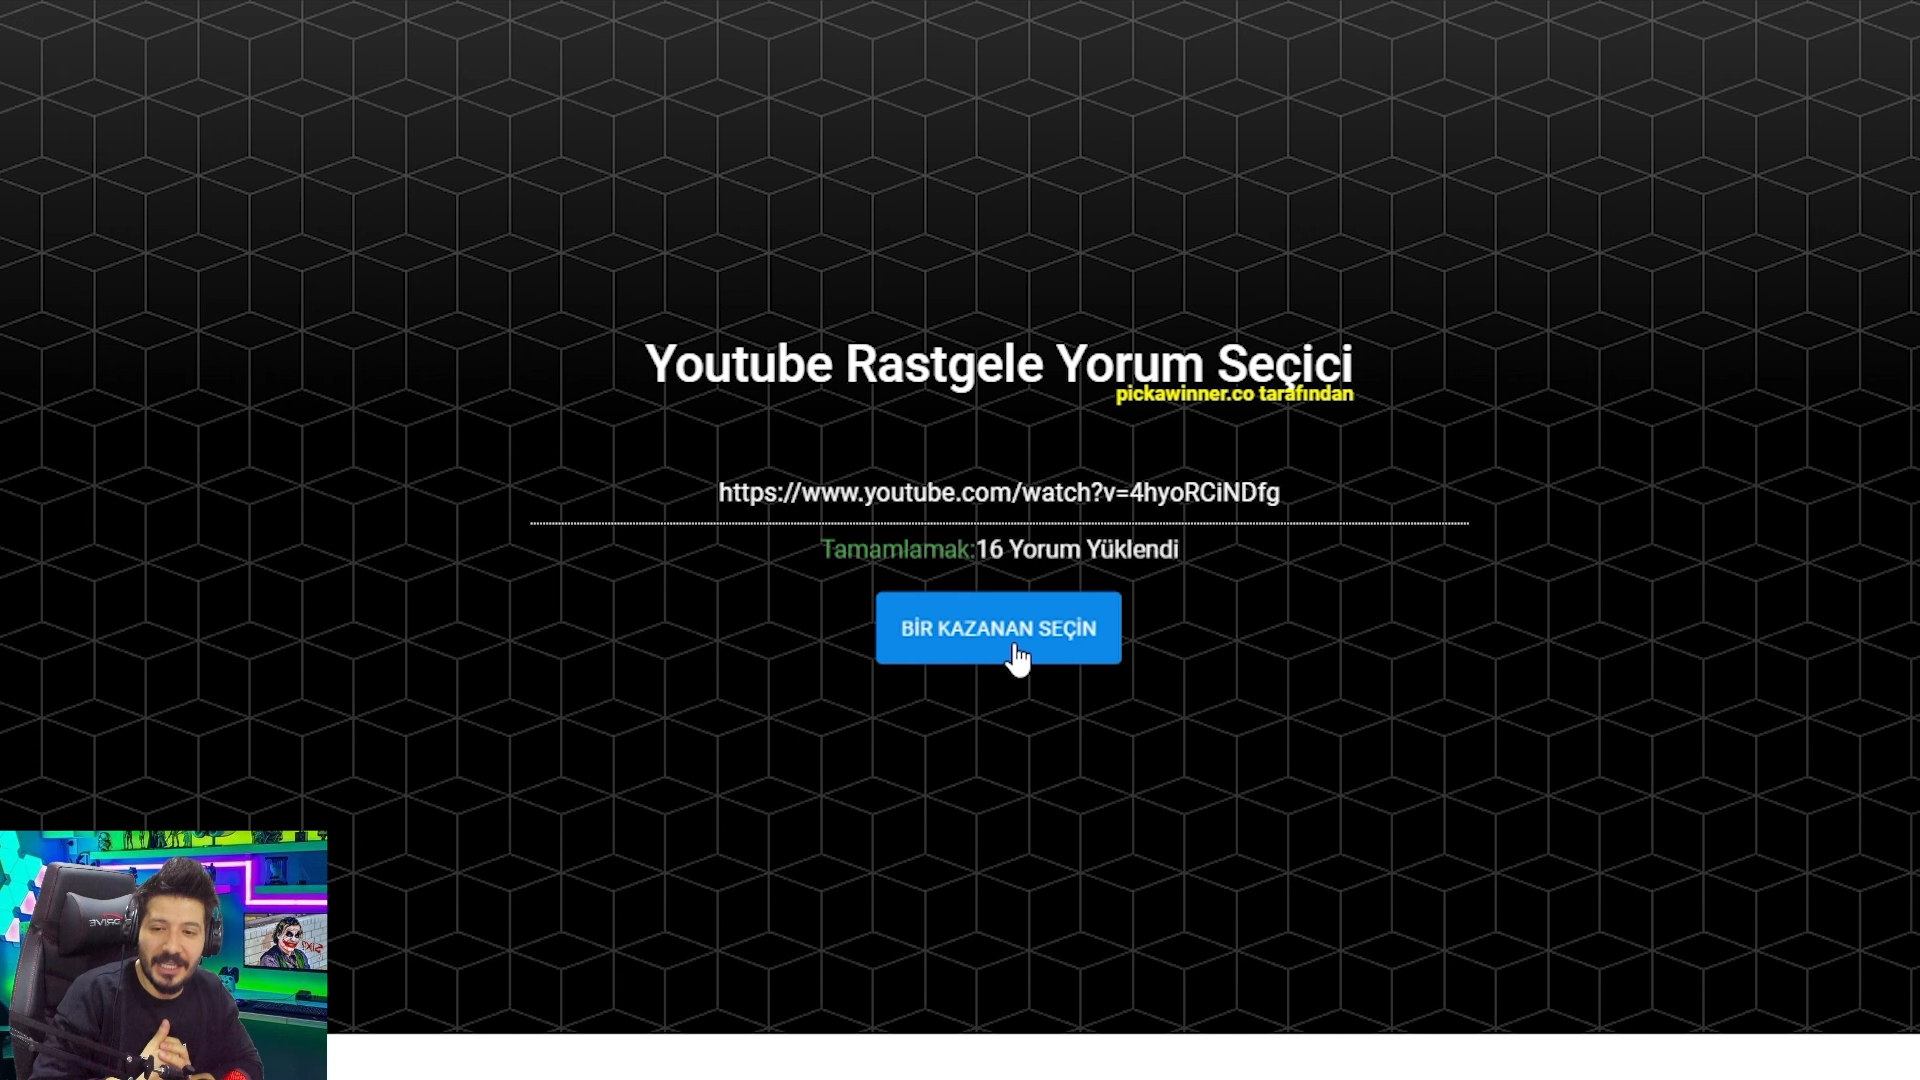 Youtube Rastgele Yorum Seçici
pickawinner.co tarafından
https://www.youtube.com/watch?v=4hyoRCiNDfg
Tamamlamak:16 Yorum Yüklendi
BİR KAZANAN SEÇİN